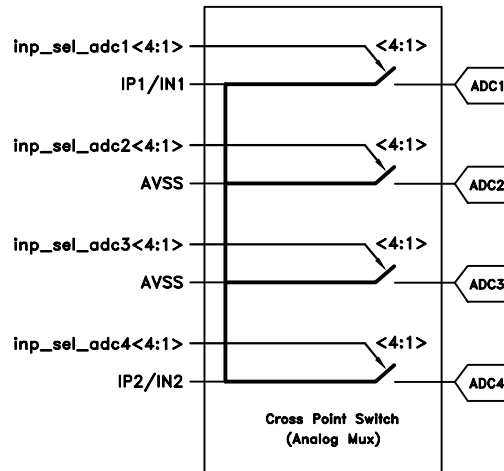 inp_sel_adc1<4:1> <4:1>
IP1/IN1 ADC1
inp_sel_adc2<4:1> <4:1>
AVSS ADC2
inp_sel_adc3<4:1> <4:1>
AVSS ADC3
inp_sel_adc4<4:1> <4:1>
IP2/IN2 ADC4
Cross Point Switch
(Analog Mux)